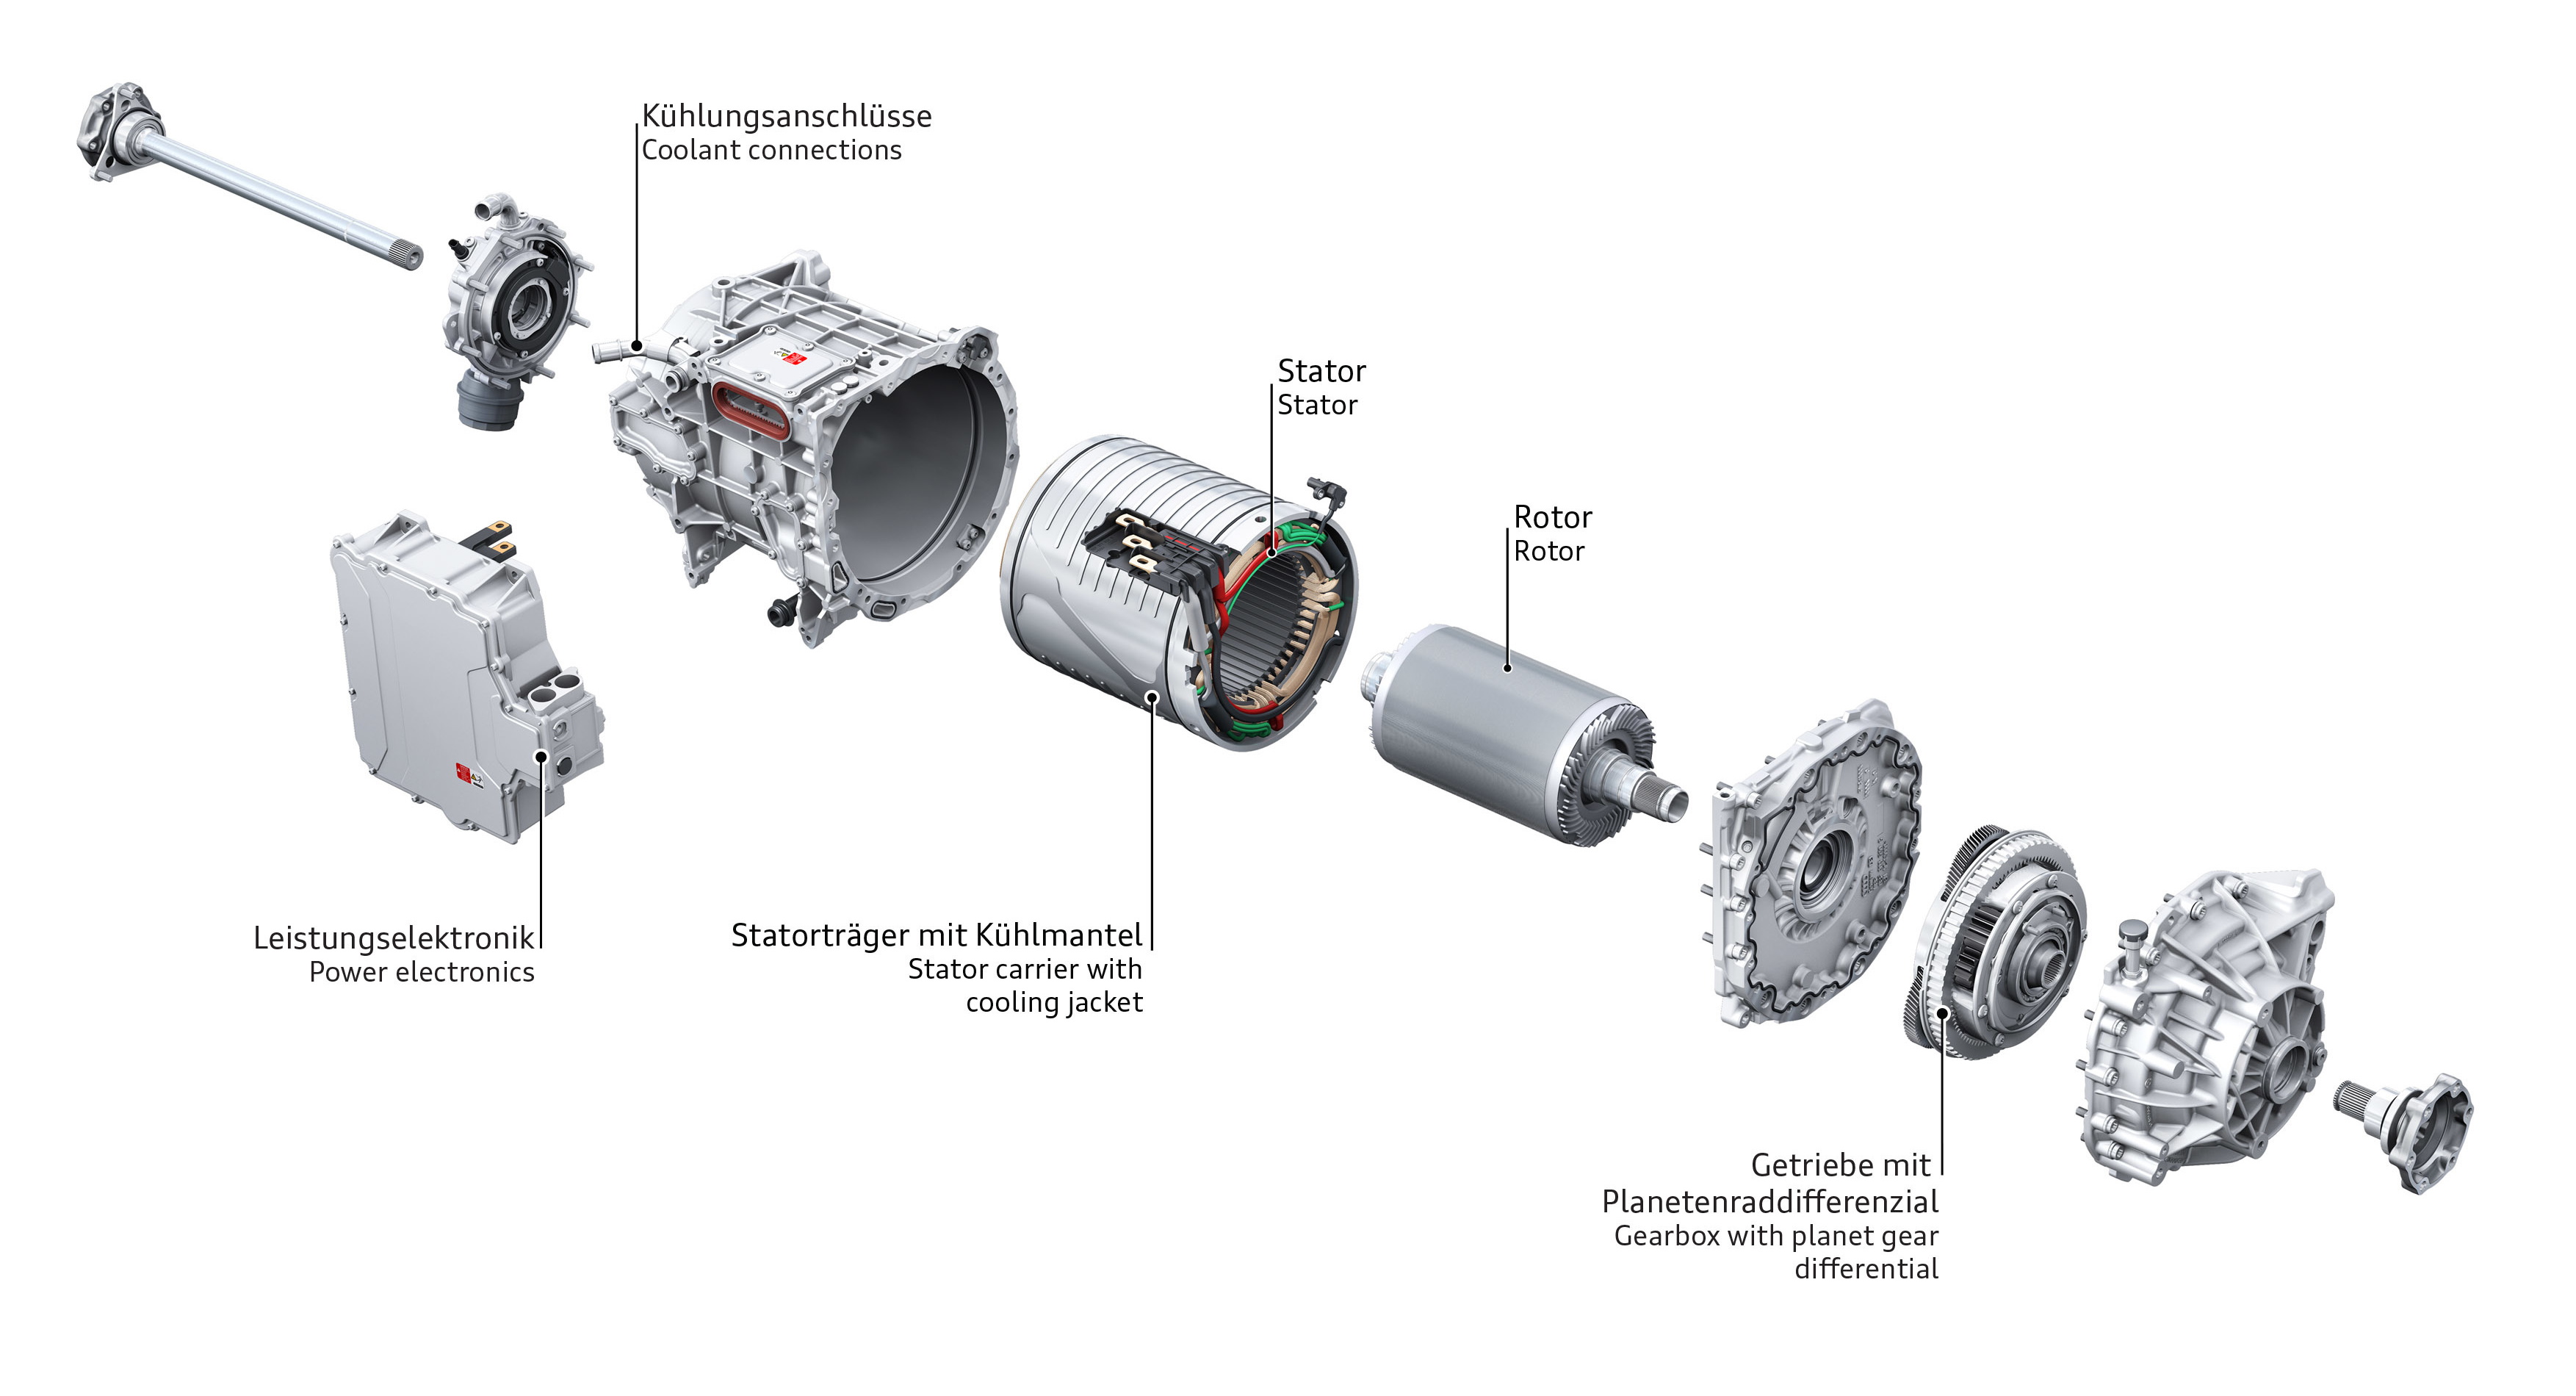 Kühlungsanschlüsse
Coolant connections
Stator
Stator
Rotor
Rotor
Leistungselektronik
Power electronics
Statorträger mit Kühlmantel
Stator carrier with
cooling jacket
Getriebe mit
Planetenraddifferenzial
Gearbox with planet gear
differential